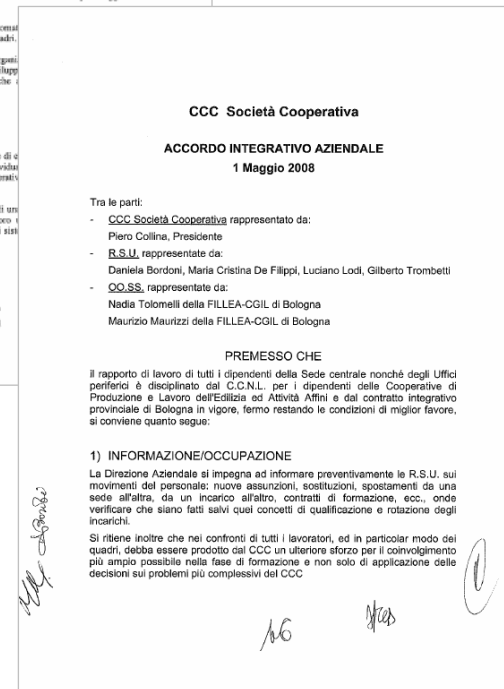 CCC Società Cooperativa
ACCORDO INTEGRATIVO AZIENDALE
1 Maggio 2008
Tra le parti:
- CCC Società Cooperativa rappresentato da:
Piero Collina, Presidente
- R.S.U. rappresentate da:
Daniela Bordoni, Maria Cristina De Filippi, Luciano Lodi, Gilberto Trombetti
- OO.SS. rappresentate da:
Nadia Tolomelli della FILLEA-CGIL di Bologna
Maurizio Maurizzi della FILLEA-CGIL di Bologna
PREMESSO CHE
il rapporto di lavoro di tutti i dipendenti della Sede centrale nonché degli Uffici
periferici è disciplinato dal C.C.N.L. per i dipendenti delle Cooperative di
Produzione e Lavoro dell'Edilizia ed Attività Affini e dal contratto integrativo
provinciale di Bologna in vigore, fermo restando le condizioni di miglior favore,
si conviene quanto segue:
1) INFORMAZIONE/OCCUPAZIONE
La Direzione Aziendale si impegna ad informare preventivamente le R.S.U. sui
movimenti del personale: nuove assunzioni, sostituzioni, spostamenti da una
sede all'altra, da un incarico all'altro, contratti di formazione, ecc., onde
verificare che siano fatti salvi quei concetti di qualificazione e rotazione degli
incarichi.
Si ritiene inoltre che nei confronti di tutti i lavoratori, ed in particolar modo dei
quadri, debba essere prodotto dal CCC un ulteriore sforzo per il coinvolgimento
più ampio possibile nella fase di formazione e non solo di applicazione delle
decisioni sui problemi più complessivi del CCC